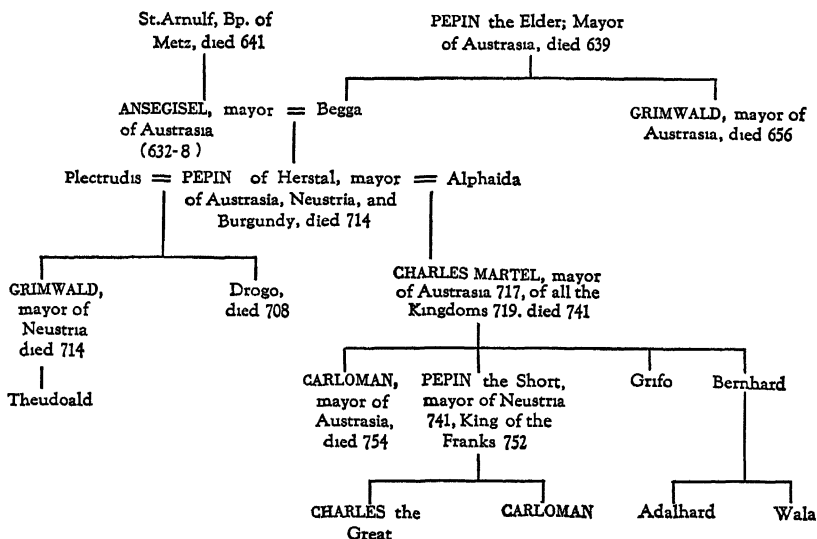 St. Arnulf, Bp. of
Metz, died 641
PEPIN the Elder; Mayor
of Austrasia, died 639
ANSEGISEL, mayor = Begga
of Austrasia
(632-8)
GRIMWALD, mayor of
Austrasia, died 656
Plectrudis = PEPIN of Herstal, mayor = Alphaida
of Austrasia, Neustria, and
Burgundy, died 714
GRIMWALD,
mayor of
Neustria
died 714
Drogo,
died 708
CHARLES MARTEL, mayor
of Austrasia 717, of all the
Kingdoms 719. died 741
Theudoald
CARLOMAN,
mayor of
Austrasia,
died 754
PEPIN the Short,
mayor of Neustria
741, King of the
Franks 752
Grifo
Bernhard
CHARLES the
Great
CARLOMAN
Adalhard
Wala